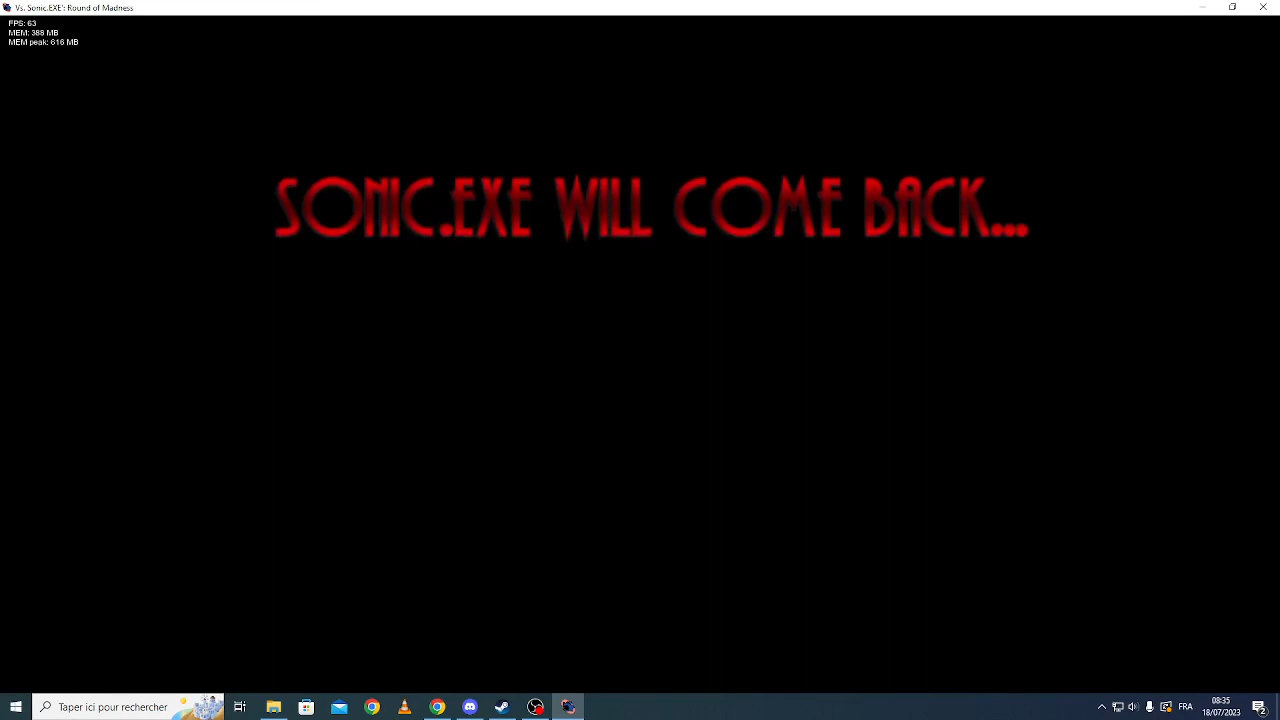 Vs. Sonic.EXE': Round of Madness
FPS: 63
MEM: 388 MB
MEM peak: 616 MB
SONIC.EXE WILL COME BACK...
Taper ici pour rechercher
FRA
08:35
18/07/2023
2